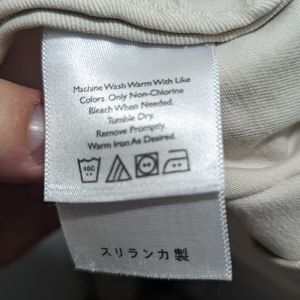 Machine Wash Warm With Like
Colors. Only Non-Chlorine
Bleach When Needed.
Tumble Dry.
Remove Promptly.
Warm Iron As Desired.
40C
スリランカ製